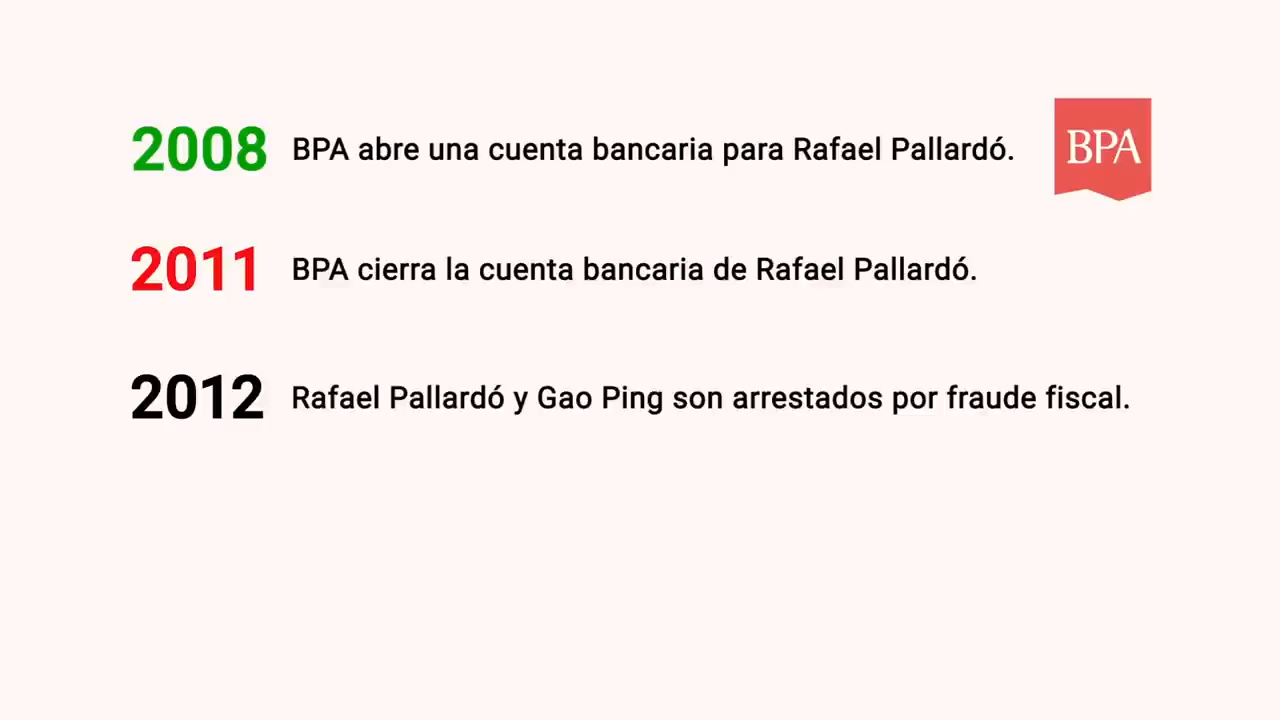 2008 BPA abre una cuenta bancaria para Rafael Pallardó.
BPA
2011 BPA cierra la cuenta bancaria de Rafael Pallardó.
2012 Rafael Pallardó y Gao Ping son arrestados por fraude fiscal.